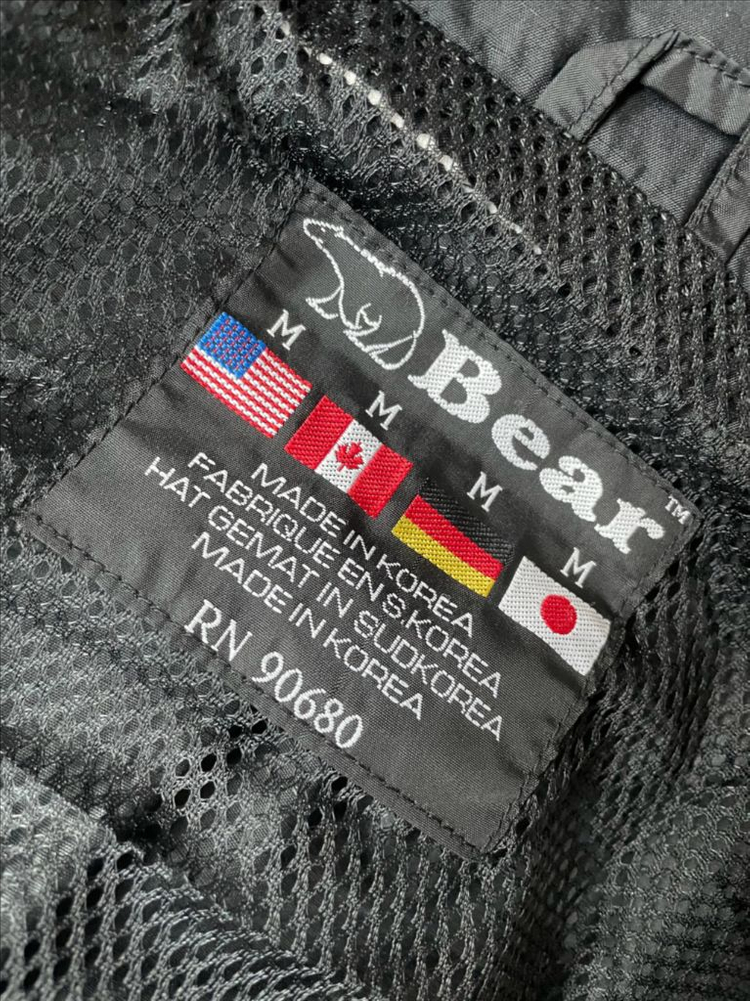 Bear™
M M M M
MADE IN KOREA
FABRIQUE EN S.KOREA
HAT GEMAT IN SUDKOREA
MADE IN KOREA
RN 90680